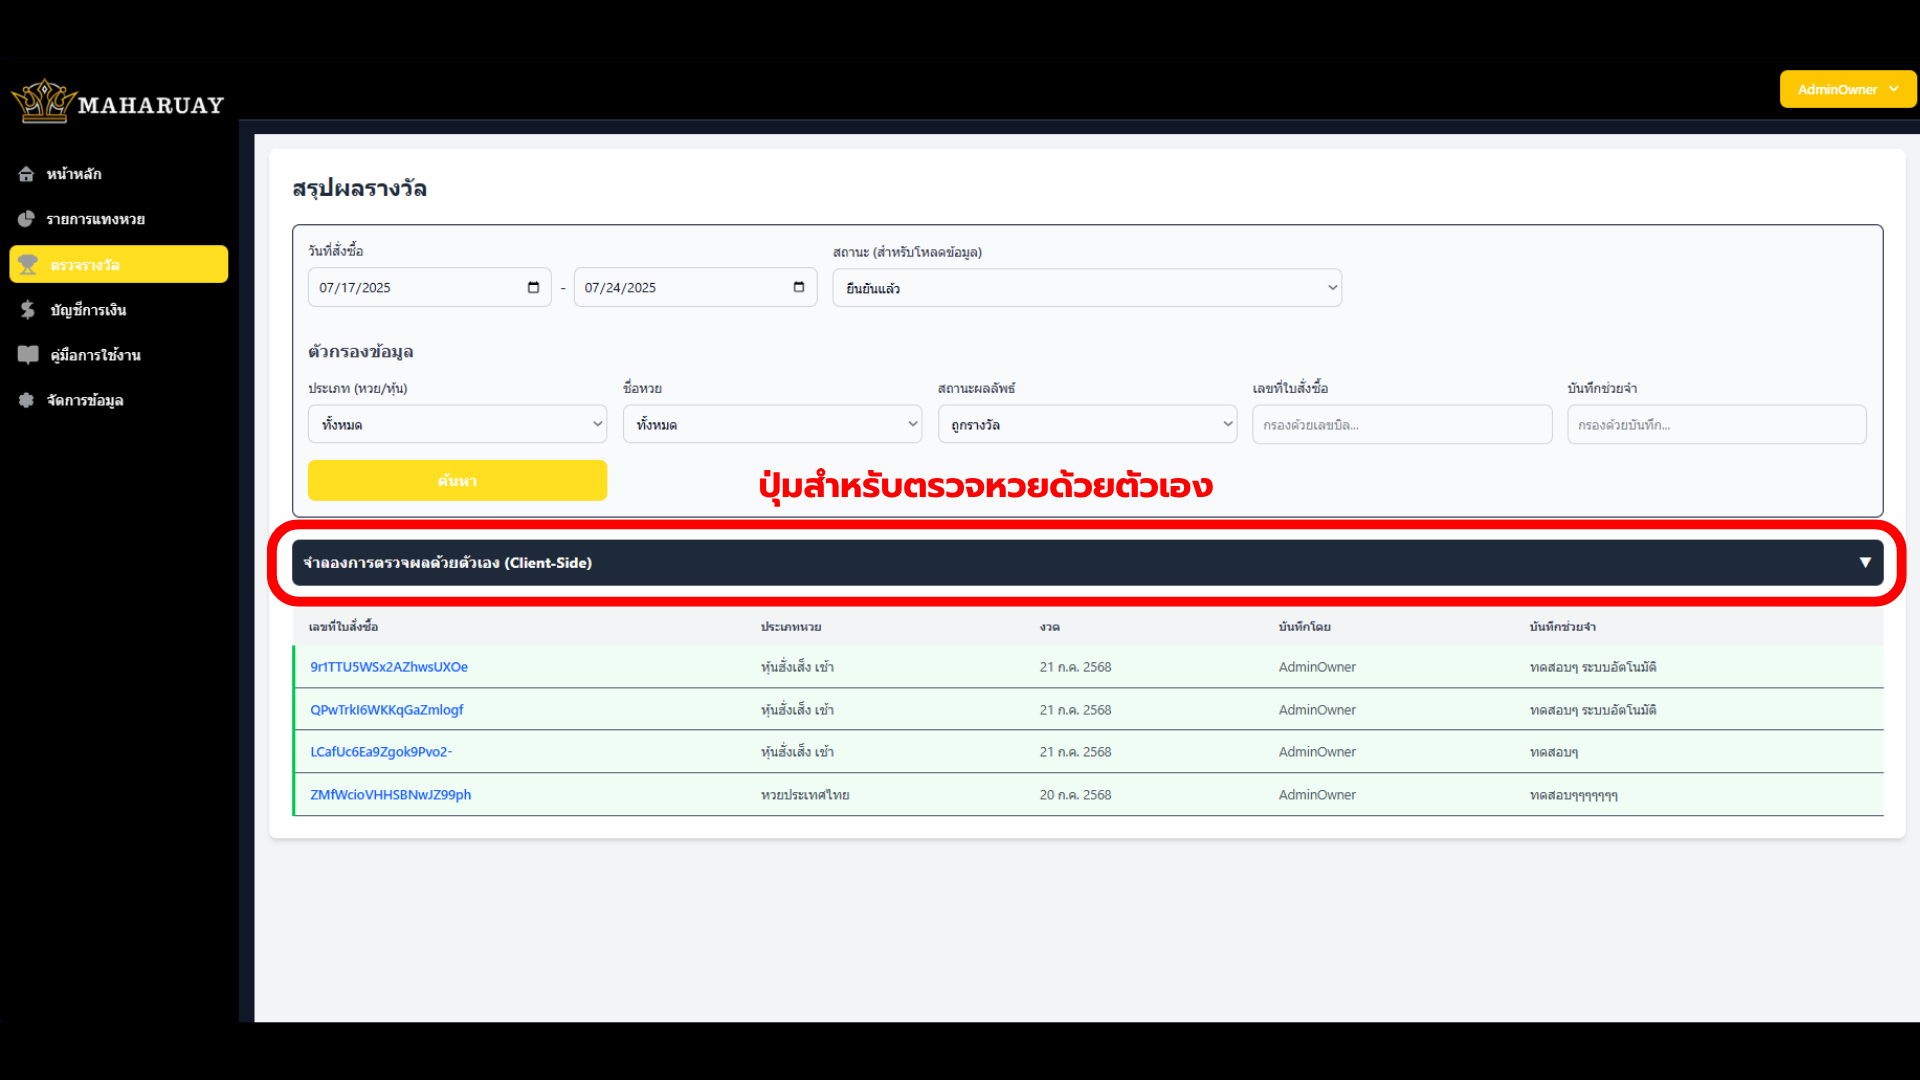 MAHARUAY
AdminOwner
หน้าหลัก
รายการแทงหวย
ตรวจรางวัล
บัญชีการเงิน
คู่มือการใช้งาน
จัดการข้อมูล
สรุปผลรางวัล
วันที่สั่งซื้อ
สถานะ (สำหรับโหลดข้อมูล)
07/17/2025 - 07/24/2025 ยืนยันแล้ว
ตัวกรองข้อมูล
ประเภท (หวย/หุ้น) ชื่อหวย สถานะผลลัพธ์ เลขที่ใบสั่งซื้อ บันทึกช่วยจำ
ทั้งหมด ทั้งหมด ถูกรางวัล กรองด้วยเลขบิล... กรองด้วยบันทึก...
ค้นหา
ปุ่มสำหรับตรวจหวยด้วยตัวเอง
จำลองการตรวจผลด้วยตัวเอง (Client-Side) ▼
เลขที่ใบสั่งซื้อ ประเภทหวย งวด บันทึกโดย บันทึกช่วยจำ
9r1TTU5WSx2AZhwsUXOe หุ้นฮั่งเส็ง เช้า 21 ก.ค. 2568 AdminOwner ทดสอบๆ ระบบอัตโนมัติ
QPwTrkI6WKKqGaZmlogf หุ้นฮั่งเส็ง เช้า 21 ก.ค. 2568 AdminOwner ทดสอบๆ ระบบอัตโนมัติ
LCafUc6Ea9Zgok9Pvo2- หุ้นฮั่งเส็ง เช้า 21 ก.ค. 2568 AdminOwner ทดสอบๆ
ZMfWcioVHHSBNwJZ99ph หวยประเทศไทย 20 ก.ค. 2568 AdminOwner ทดสอบๆๆๆๆๆๆๆ